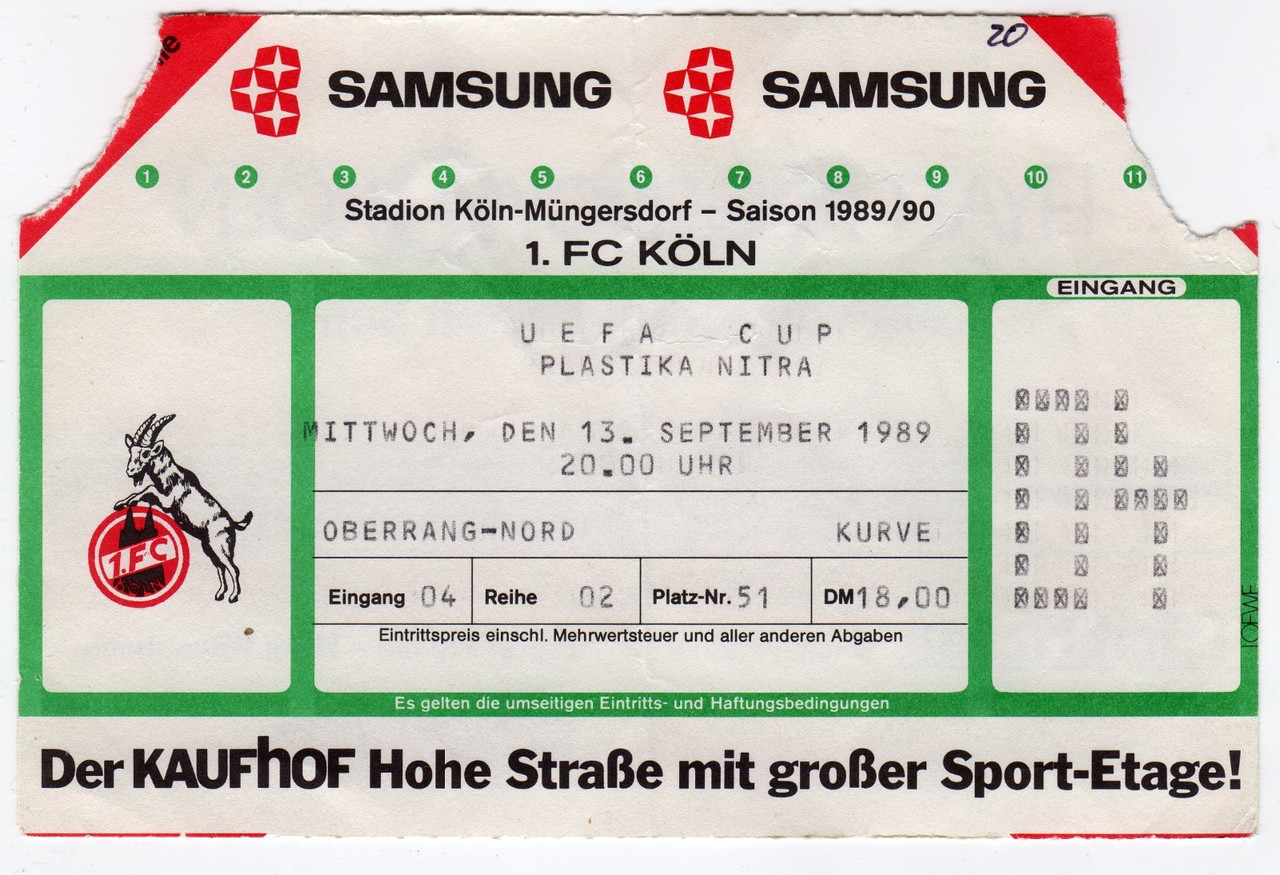 20
SAMSUNG SAMSUNG
1 2 3 4 5 6 7 8 9 10 11
Stadion Köln-Müngersdorf – Saison 1989/90
1. FC KÖLN
EINGANG
UEFA CUP
PLASTIKA NITRA
MITTWOCH, DEN 13. SEPTEMBER 1989
20.00 UHR
04
OBERRANG-NORD KURVE
1. FC
KÖLN
Eingang 04 Reihe 02 Platz-Nr. 51 DM 18,00
Eintrittspreis einschl. Mehrwertsteuer und aller anderen Abgaben
LOEWE
Es gelten die umseitigen Eintritts- und Haftungsbedingungen
Der KAUFhOF Hohe Straße mit großer Sport-Etage!